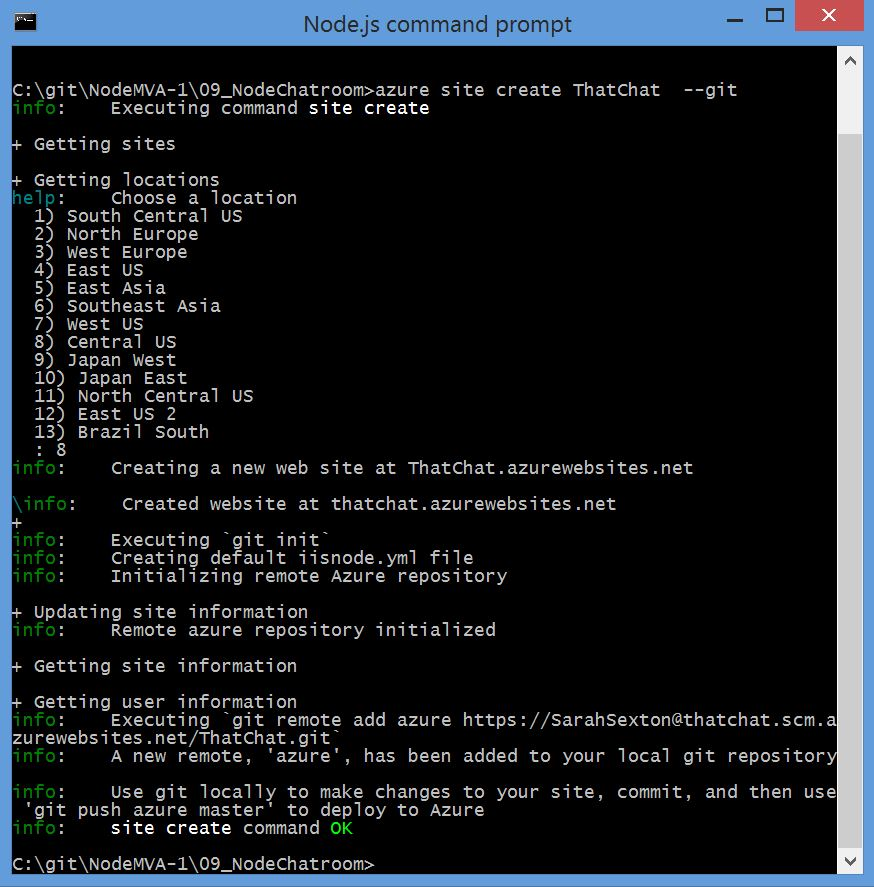 Node.js command prompt
C:\git\NodeMVA-1\09_NodeChatroom>azure site create ThatChat  --git
info:    Executing command site create
+ Getting sites
+ Getting locations
help:    Choose a location
  1) South Central US
  2) North Europe
  3) West Europe
  4) East US
  5) East Asia
  6) Southeast Asia
  7) West US
  8) Central US
  9) Japan West
  10) Japan East
  11) North Central US
  12) East US 2
  13) Brazil South
  : 8
info:    Creating a new web site at ThatChat.azurewebsites.net
\info:    Created website at thatchat.azurewebsites.net
+
info:    Executing `git init`
info:    Creating default iisnode.yml file
info:    Initializing remote Azure repository
+ Updating site information
info:    Remote azure repository initialized
+ Getting site information
+ Getting user information
info:    Executing `git remote add azure https://SarahSexton@thatchat.scm.a
zurewebsites.net/ThatChat.git`
info:    A new remote, 'azure', has been added to your local git repository
info:    Use git locally to make changes to your site, commit, and then use
 'git push azure master' to deploy to Azure
info:    site create command OK
C:\git\NodeMVA-1\09_NodeChatroom>